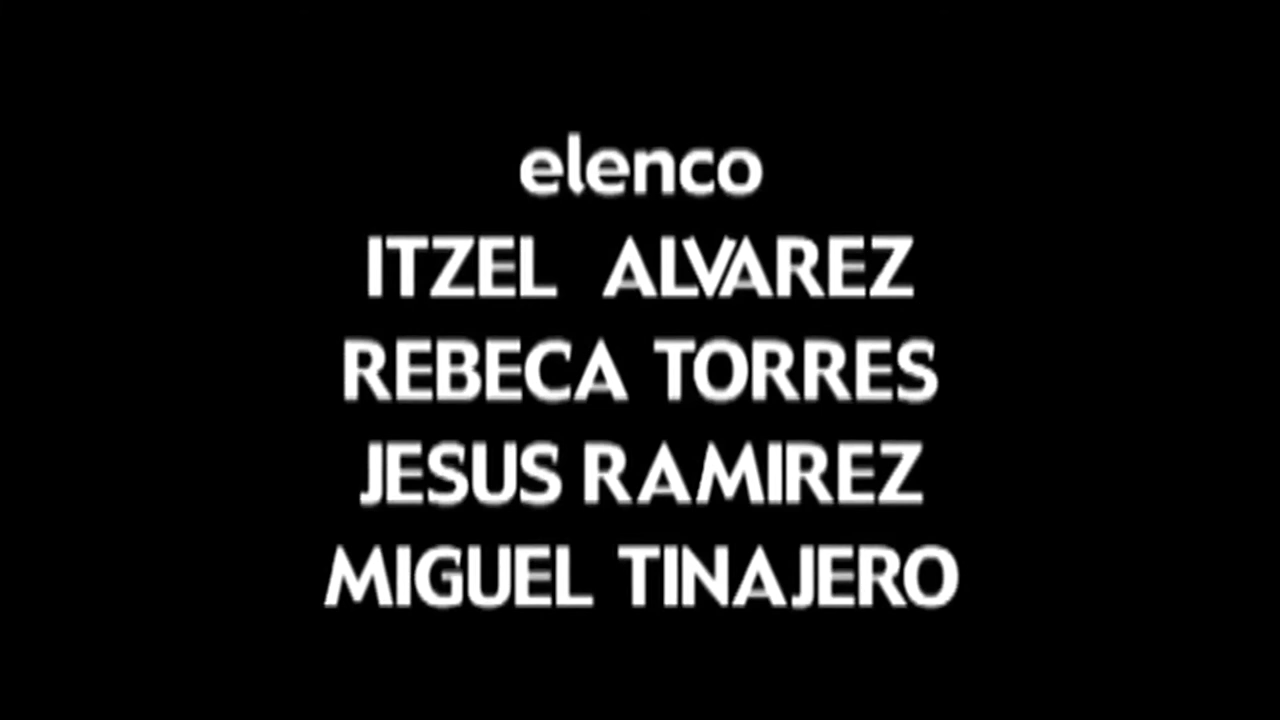 elenco
ITZEL ALVAREZ
REBECA TORRES
JESUS RAMIREZ
MIGUEL TINAJERO